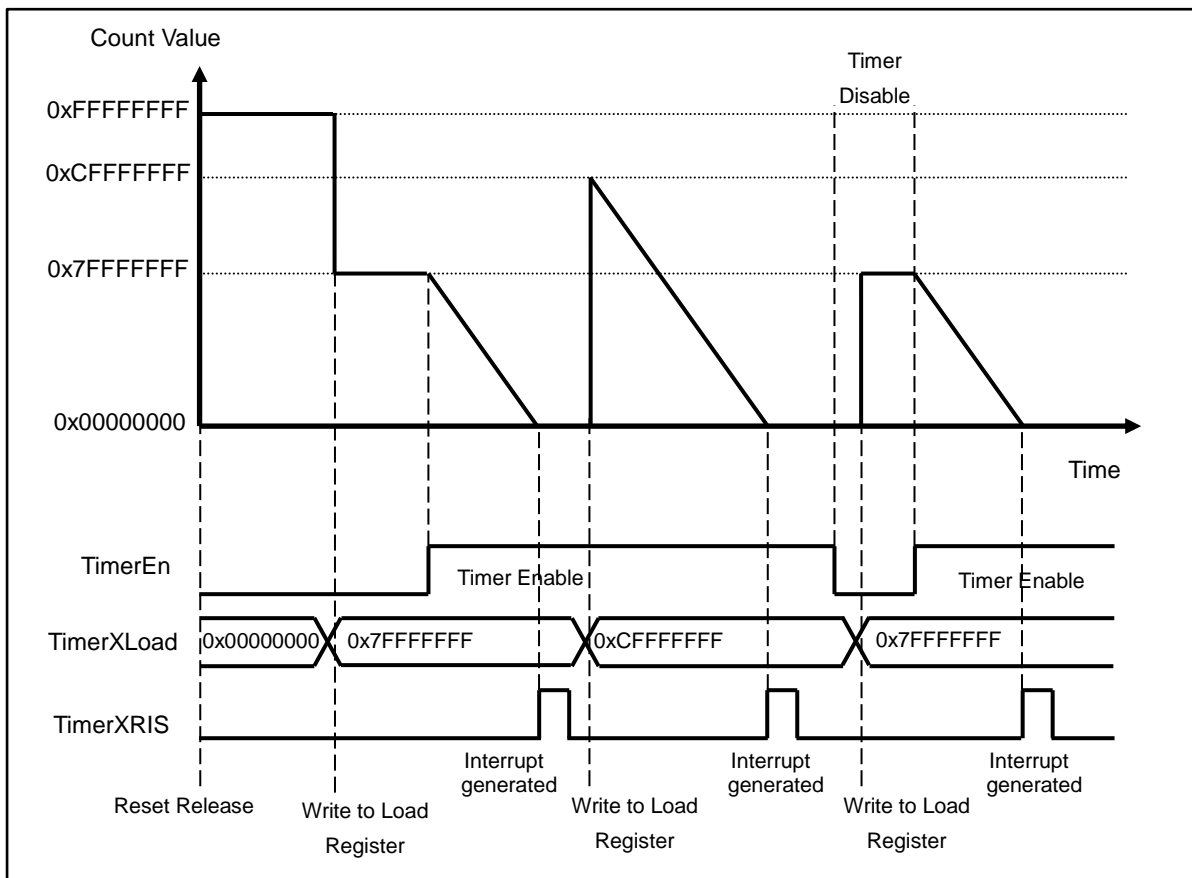 Count Value
Timer
Disable
0xFFFFFFFF
0xCFFFFFFF
0x7FFFFFFF
0x00000000
Time
TimerEn
Timer Enable
Timer Enable
TimerXLoad
0x00000000
0x7FFFFFFF
0xCFFFFFFF
0x7FFFFFFF
TimerXRIS
Interrupt
generated
Interrupt
generated
Interrupt
generated
Reset Release
Write to Load
Register
Write to Load
Register
Write to Load
Register